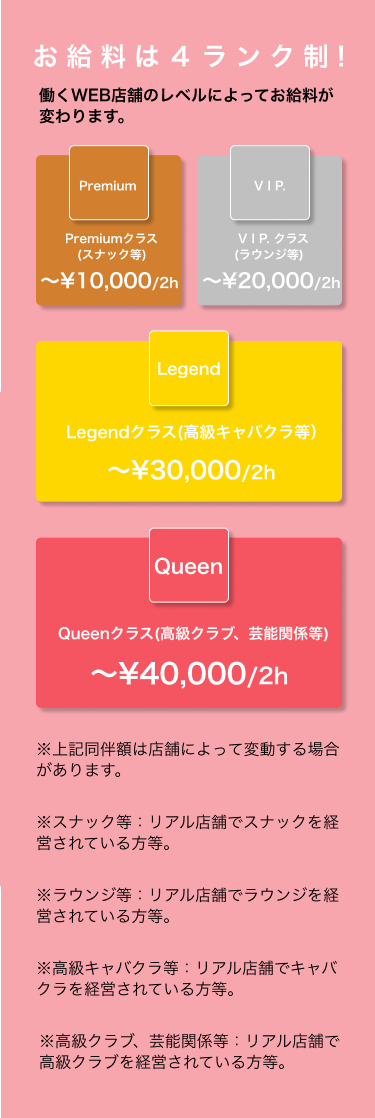 お給料は４ランク制！
働くWEB店舗のレベルによってお給料が
変わります。
Premium
Premiumクラス
(スナック等)
〜¥10,000/2h
ＶＩＰ.
ＶＩＰ. クラス
(ラウンジ等)
〜¥20,000/2h
Legend
Legendクラス(高級キャバクラ等）
〜¥30,000/2h
Queen
Queenクラス(高級クラブ、芸能関係等)
〜¥40,000/2h
※上記同伴額は店舗によって変動する場合
があります。
※スナック等：リアル店舗でスナックを経
営されている方等。
※ラウンジ等：リアル店舗でラウンジを経
営されている方等。
※高級キャバクラ等：リアル店舗でキャバ
クラを経営されている方等。
※高級クラブ、芸能関係等：リアル店舗で
高級クラブを経営されている方等。